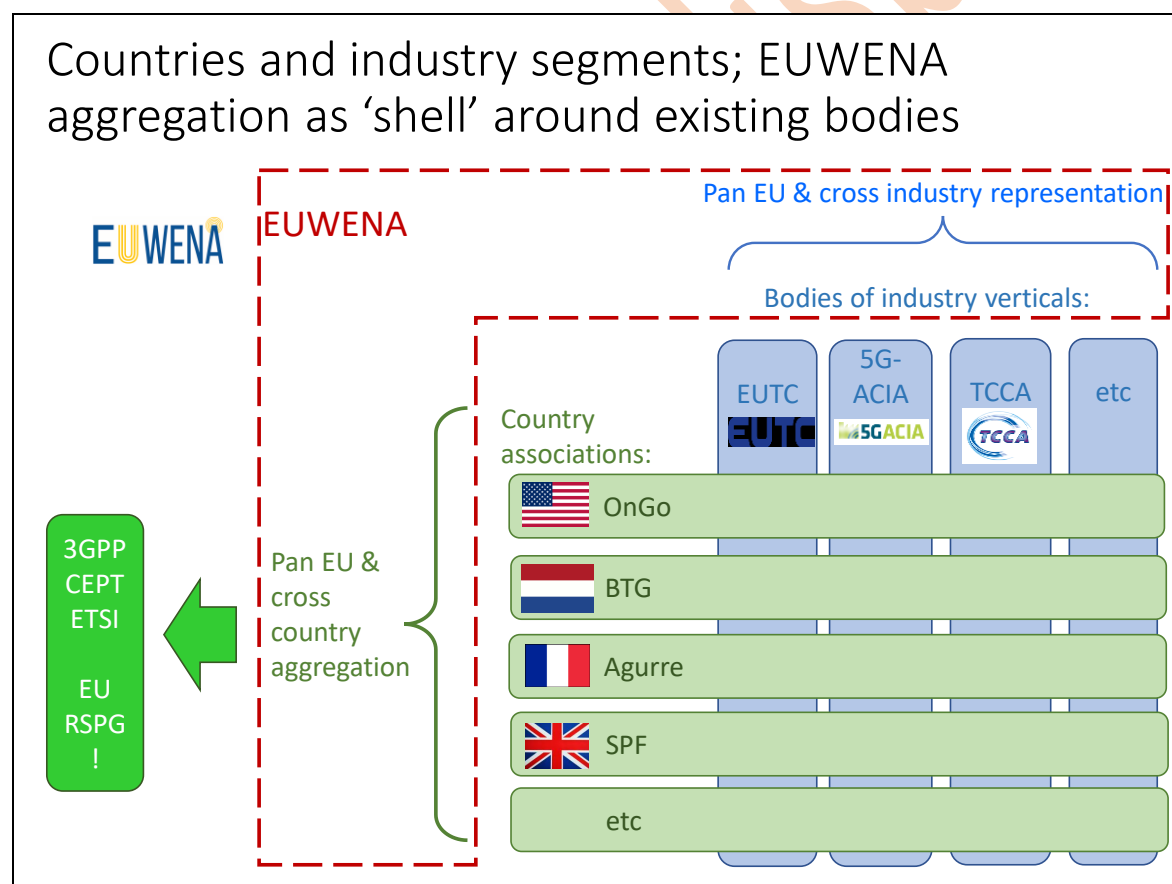 Countries and industry segments; EUWENA
aggregation as ‘shell’ around existing bodies
EUWENA
EUWENA
Pan EU & cross industry representation
Bodies of industry verticals:
EUTC
EUTC
5G-
ACIA
5GACIA
TCCA
TCCA
etc
Country
associations:
OnGo
BTG
Agurre
SPF
etc
Pan EU &
cross
country
aggregation
3GPP
CEPT
ETSI
EU
RSPG
!